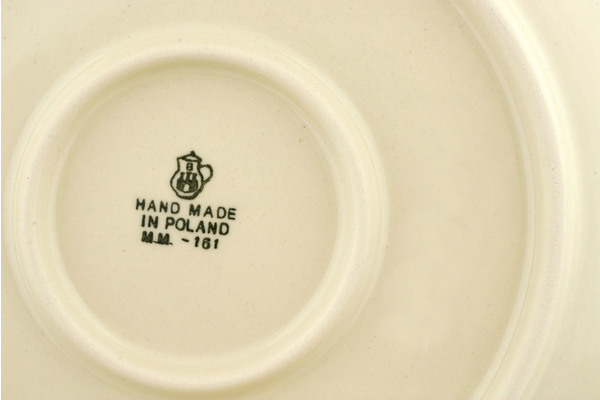 B
HAND MADE
IN POLAND
M.M. - 161